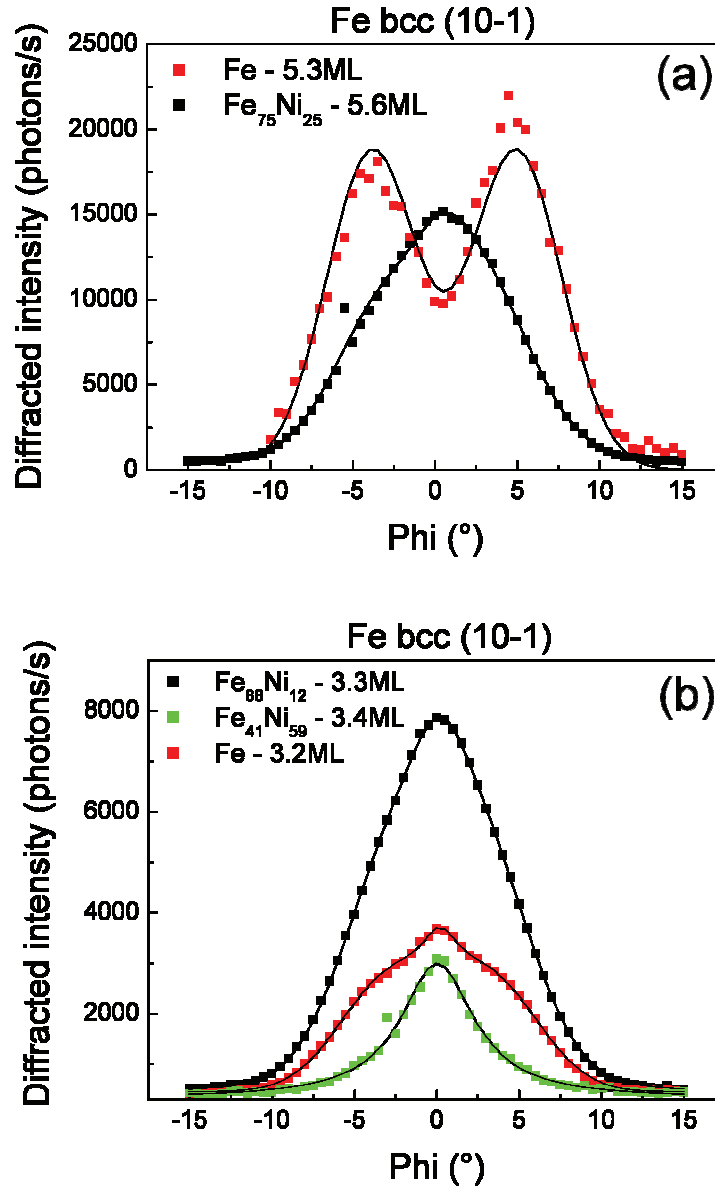 Fe bcc (10-1)
(a)
Fe - 5.3ML
Fe75Ni25 - 5.6ML
Diffracted intensity (photons/s)
25000
20000
15000
10000
5000
0
-15 -10 -5 0 5 10 15
Phi (°)
Fe bcc (10-1)
(b)
Fe88Ni12 - 3.3ML
Fe41Ni59 - 3.4ML
Fe - 3.2ML
Diffracted intensity (photons/s)
8000
6000
4000
2000
-15 -10 -5 0 5 10 15
Phi (°)